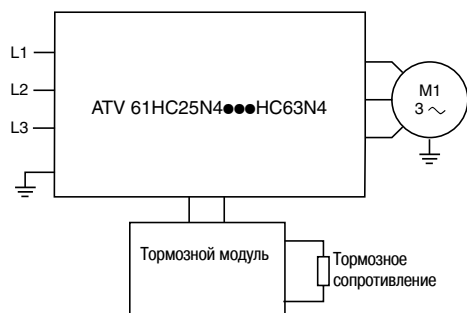 L1
L2
L3
ATV 61HC25N4●●●HC63N4
M1
3 ~
Тормозной модуль
Тормозное
сопротивление